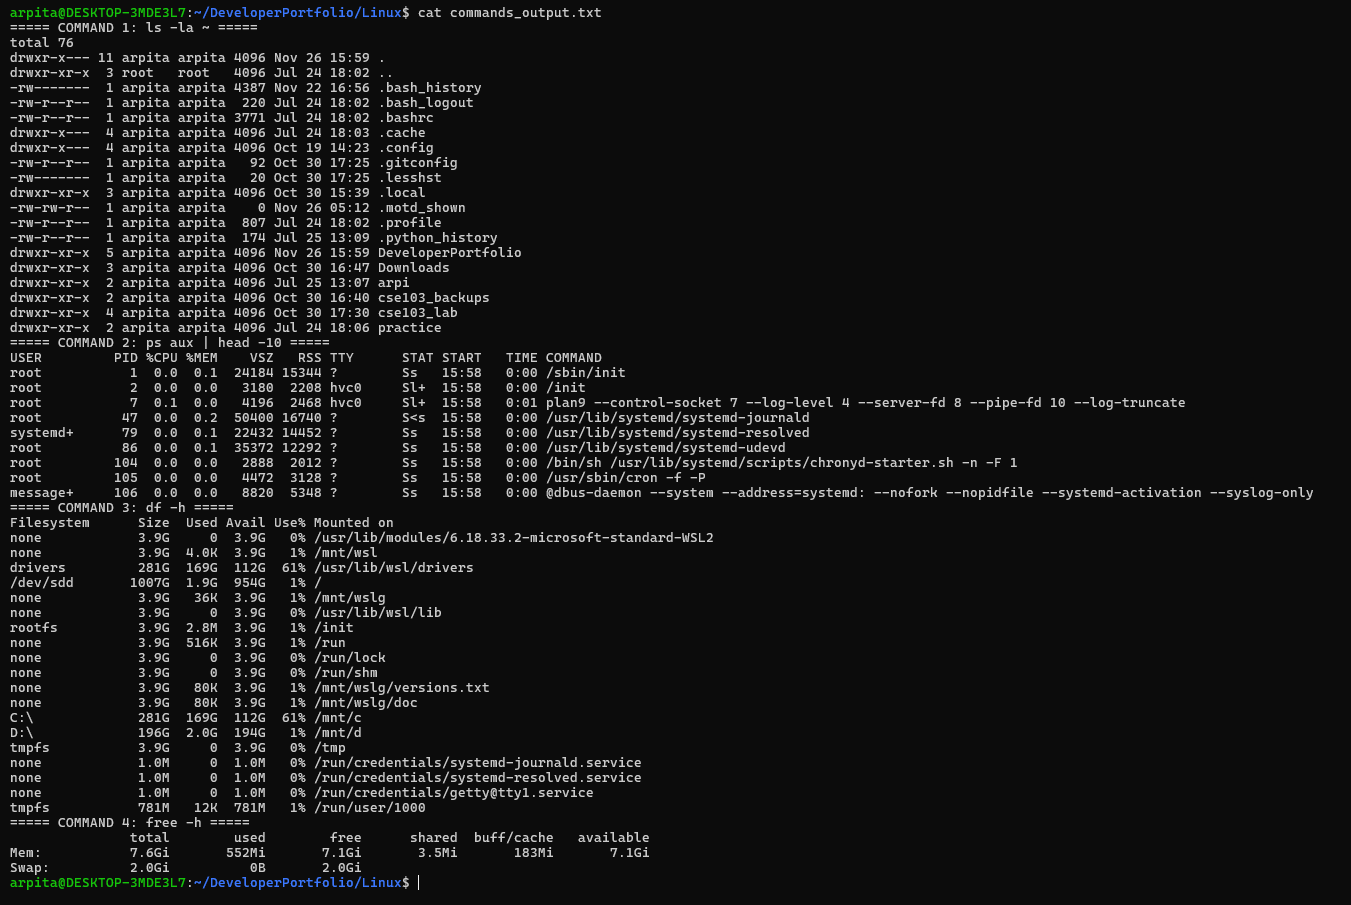 arpita@DESKTOP-3MDE3L7:~/DeveloperPortfolio/Linux$ cat commands_output.txt
===== COMMAND 1: ls -la ~ =====
total 76
drwxr-x--- 11 arpita arpita 4096 Nov 26 15:59 .
drwxr-xr-x  3 root   root   4096 Jul 24 18:02 ..
-rw-------  1 arpita arpita 4387 Nov 22 16:56 .bash_history
-rw-r--r--  1 arpita arpita  220 Jul 24 18:02 .bash_logout
-rw-r--r--  1 arpita arpita 3771 Jul 24 18:02 .bashrc
drwxr-x---  4 arpita arpita 4096 Jul 24 18:03 .cache
drwxr-x---  4 arpita arpita 4096 Oct 19 14:23 .config
-rw-r--r--  1 arpita arpita   92 Oct 30 17:25 .gitconfig
-rw-------  1 arpita arpita   20 Oct 30 17:25 .lesshst
drwxr-xr-x  3 arpita arpita 4096 Oct 30 15:39 .local
-rw-rw-r--  1 arpita arpita    0 Nov 26 05:12 .motd_shown
-rw-r--r--  1 arpita arpita  807 Jul 24 18:02 .profile
-rw-r--r--  1 arpita arpita  174 Jul 25 13:09 .python_history
drwxr-xr-x  5 arpita arpita 4096 Nov 26 15:59 DeveloperPortfolio
drwxr-xr-x  3 arpita arpita 4096 Oct 30 16:47 Downloads
drwxr-xr-x  2 arpita arpita 4096 Jul 25 13:07 arpi
drwxr-xr-x  2 arpita arpita 4096 Oct 30 16:40 cse103_backups
drwxr-xr-x  4 arpita arpita 4096 Oct 30 17:30 cse103_lab
drwxr-xr-x  2 arpita arpita 4096 Jul 24 18:06 practice
===== COMMAND 2: ps aux | head -10 =====
USER         PID %CPU %MEM    VSZ   RSS TTY      STAT START   TIME COMMAND
root           1  0.0  0.1  24184 15344 ?        Ss   15:58   0:00 /sbin/init
root           2  0.0  0.0   3180  2208 hvc0     Sl+  15:58   0:00 /init
root           7  0.1  0.0   4196  2468 hvc0     Sl+  15:58   0:01 plan9 --control-socket 7 --log-level 4 --server-fd 8 --pipe-fd 10 --log-truncate
root          47  0.0  0.2  50400 16740 ?        S<s  15:58   0:00 /usr/lib/systemd/systemd-journald
systemd+      79  0.0  0.1  22432 14452 ?        Ss   15:58   0:00 /usr/lib/systemd/systemd-resolved
root          86  0.0  0.1  35372 12292 ?        Ss   15:58   0:00 /usr/lib/systemd/systemd-udevd
root         104  0.0  0.0   2888  2012 ?        Ss   15:58   0:00 /bin/sh /usr/lib/systemd/scripts/chronyd-starter.sh -n -F 1
root         105  0.0  0.0   4472  3128 ?        Ss   15:58   0:00 /usr/sbin/cron -f -P
message+     106  0.0  0.0   8820  5348 ?        Ss   15:58   0:00 @dbus-daemon --system --address=systemd: --nofork --nopidfile --systemd-activation --syslog-only
===== COMMAND 3: df -h =====
Filesystem      Size  Used Avail Use% Mounted on
none            3.9G     0  3.9G   0% /usr/lib/modules/6.18.33.2-microsoft-standard-WSL2
none            3.9G  4.0K  3.9G   1% /mnt/wsl
drivers         281G  169G  112G  61% /usr/lib/wsl/drivers
/dev/sdd       1007G  1.9G  954G   1% /
none            3.9G   36K  3.9G   1% /mnt/wslg
none            3.9G     0  3.9G   0% /usr/lib/wsl/lib
rootfs          3.9G  2.8M  3.9G   1% /init
none            3.9G  516K  3.9G   1% /run
none            3.9G     0  3.9G   0% /run/lock
none            3.9G     0  3.9G   0% /run/shm
none            3.9G   80K  3.9G   1% /mnt/wslg/versions.txt
none            3.9G   80K  3.9G   1% /mnt/wslg/doc
C:\             281G  169G  112G  61% /mnt/c
D:\             196G  2.0G  194G   1% /mnt/d
tmpfs           3.9G     0  3.9G   0% /tmp
none            1.0M     0  1.0M   0% /run/credentials/systemd-journald.service
none            1.0M     0  1.0M   0% /run/credentials/systemd-resolved.service
none            1.0M     0  1.0M   0% /run/credentials/getty@tty1.service
tmpfs           781M   12K  781M   1% /run/user/1000
===== COMMAND 4: free -h =====
               total        used        free      shared  buff/cache   available
Mem:           7.6Gi       552Mi       7.1Gi       3.5Mi       183Mi       7.1Gi
Swap:          2.0Gi          0B       2.0Gi
arpita@DESKTOP-3MDE3L7:~/DeveloperPortfolio/Linux$